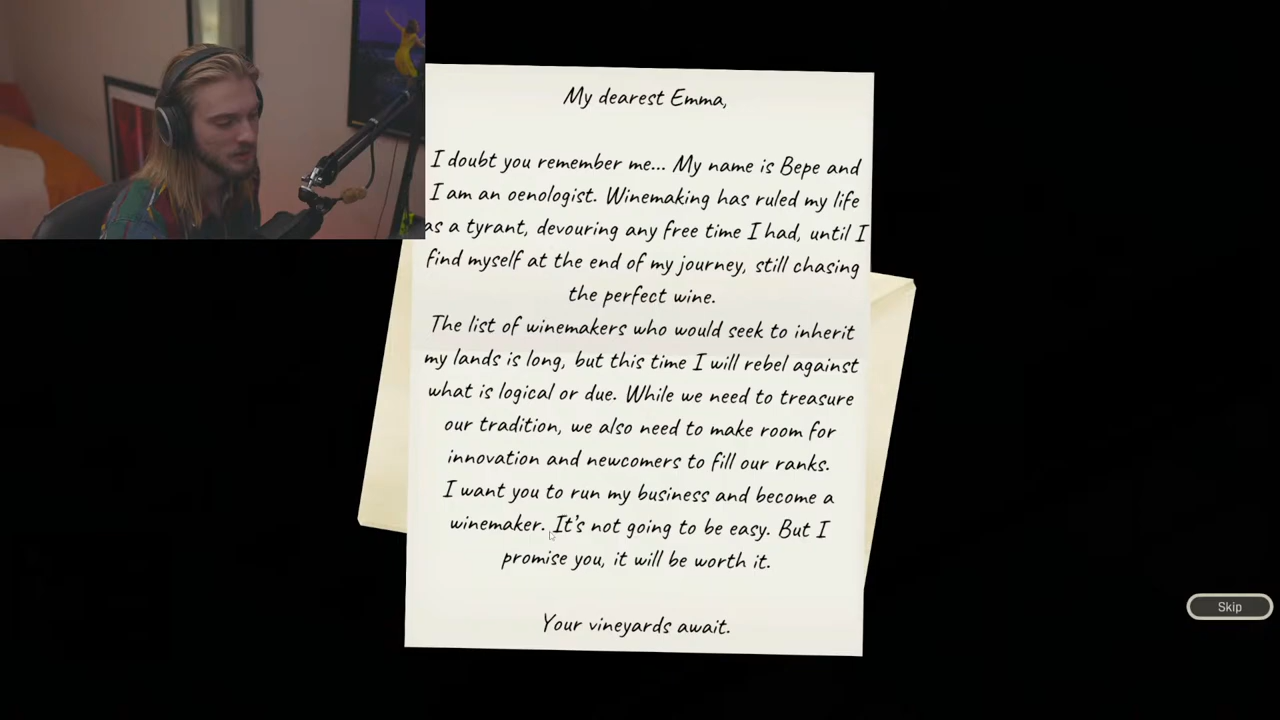 My dearest Emma,
I doubt you remember me... My name is Bepe and
I am an oenologist. Winemaking has ruled my life
as a tyrant, devouring any free time I had, until I
find myself at the end of my journey, still chasing
the perfect wine.
The list of winemakers who would seek to inherit
my lands is long, but this time I will rebel against
what is logical or due. While we need to treasure
our tradition, we also need to make room for
innovation and newcomers to fill our ranks.
I want you to run my business and become a
winemaker. It's not going to be easy. But I
promise you, it will be worth it.
Your vineyards await.
Skip